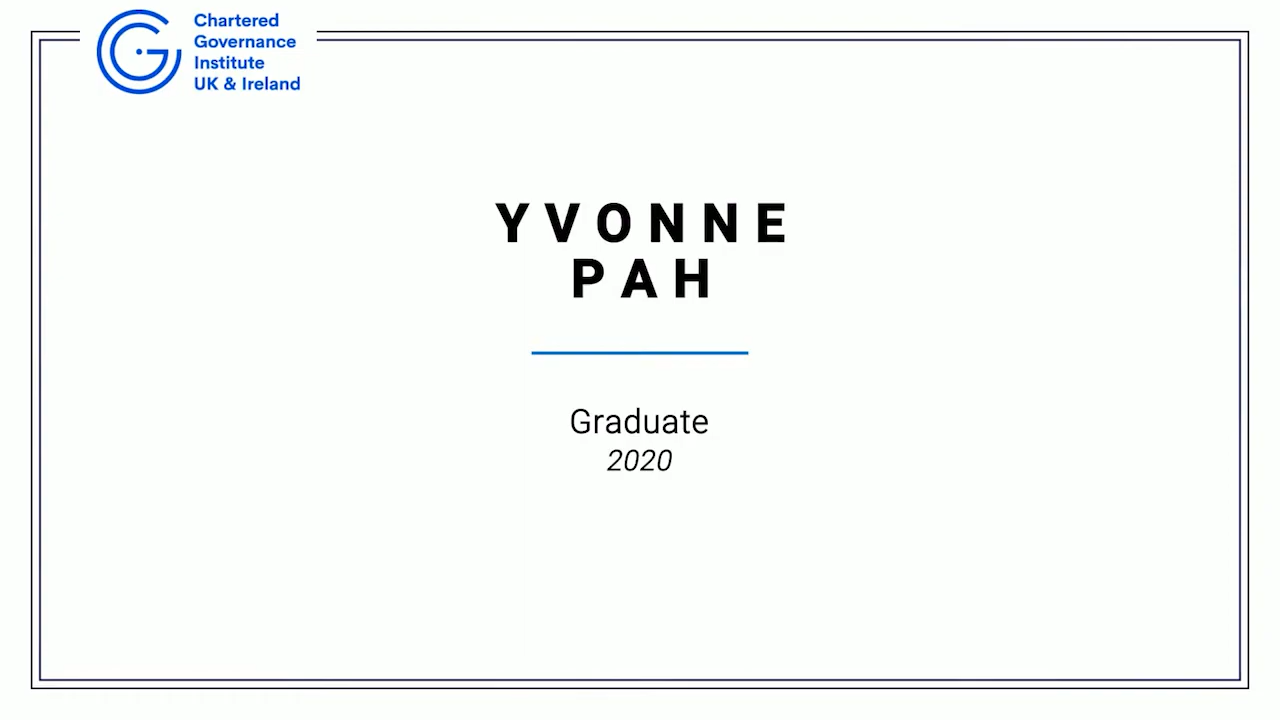 Chartered
Governance
Institute
UK & Ireland
YVONNE
PAH
Graduate
2020